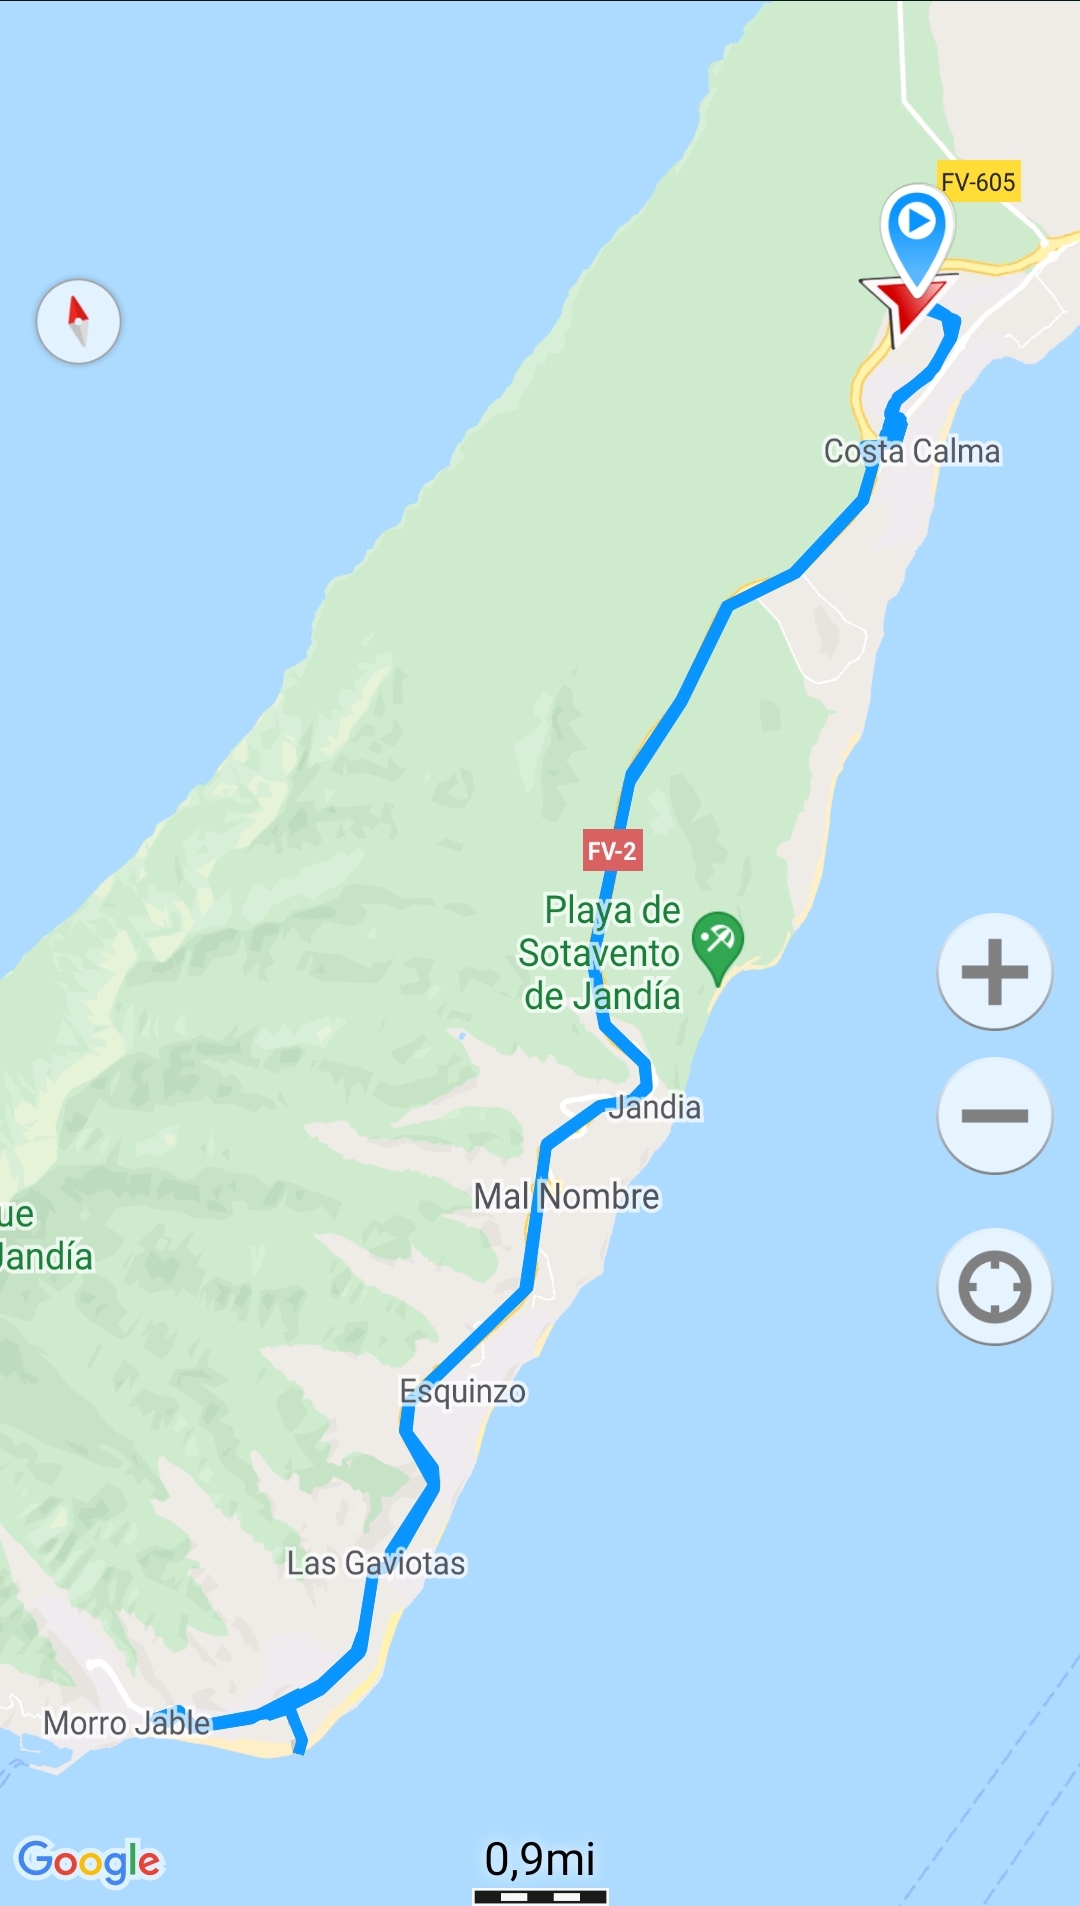 FV-605
Costa Calma
FV-2
Playa de
Sotavento
de Jandía
Jandia
Mal Nombre
ue
Jandía
Esquinzo
Las Gaviotas
Morro Jable
Google
0,9mi